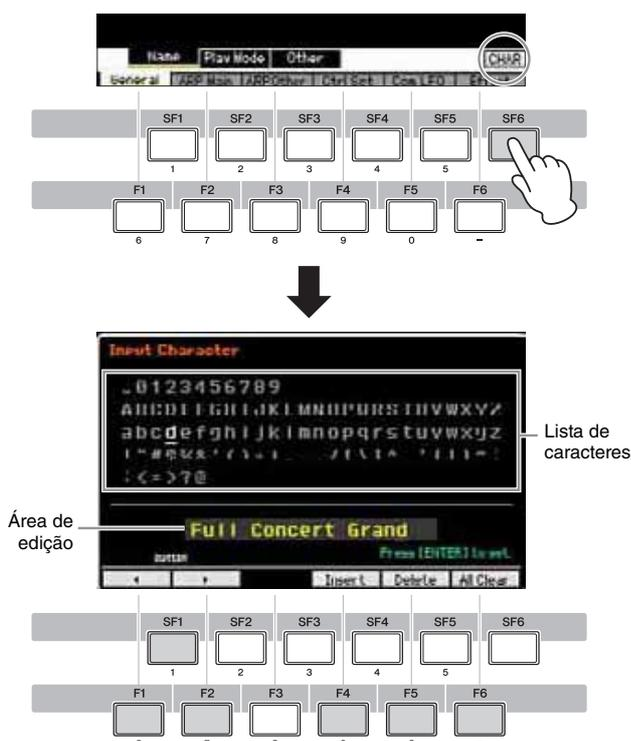 Name Play Mode Other CHAR
General ARP Main ARP Other Ctrl Set Com LFO
SF1 SF2 SF3 SF4 SF5 SF6
1 2 3 4 5
F1 F2 F3 F4 F5 F6
6 7 8 9 0 –
Input Character
0123456789
abcdefghijklmnopqrstuvwxyz
Lista de
caracteres
:<=>?@
Área de
edição
Full Concert Grand
BUTTON
Press [ENTER] to set.
Insert Delete All Clear
SF1 SF2 SF3 SF4 SF5 SF6
1 2 3 4 5
F1 F2 F3 F4 F5 F6